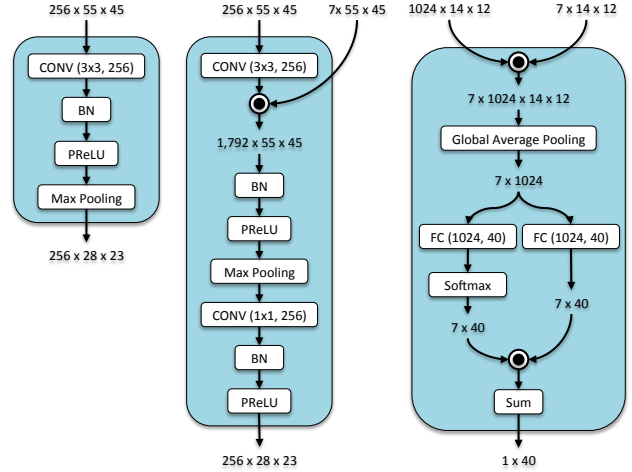 256 x 55 x 45
CONV (3x3, 256)
BN
PReLU
Max Pooling
256 x 28 x 23
256 x 55 x 45
7x 55 x 45
CONV (3x3, 256)
1,792 x 55 x 45
BN
PReLU
Max Pooling
CONV (1x1, 256)
BN
PReLU
256 x 28 x 23
1024 x 14 x 12
7 x 14 x 12
7 x 1024 x 14 x 12
Global Average Pooling
7 x 1024
FC (1024, 40)
FC (1024, 40)
Softmax
7 x 40
7 x 40
Sum
1 x 40